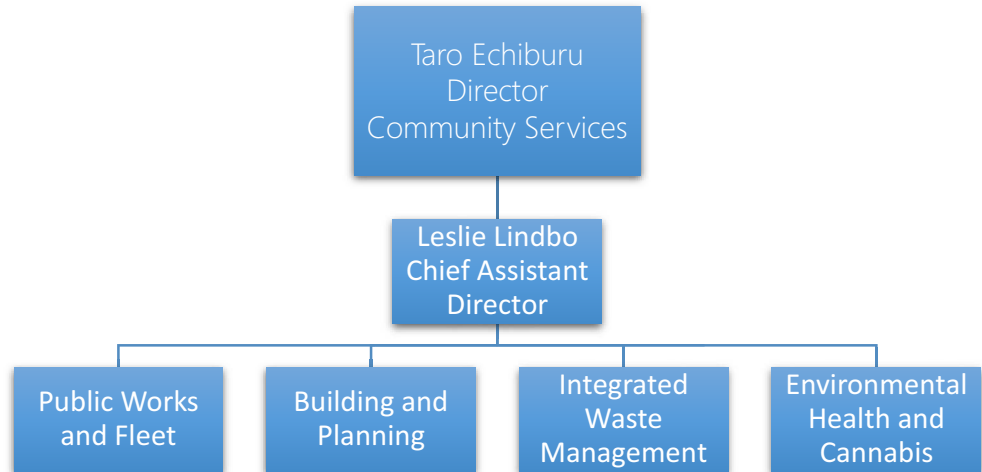 Taro Echiburu
Director
Community Services
Leslie Lindbo
Chief Assistant
Director
Public Works
and Fleet
Building and
Planning
Integrated
Waste
Management
Environmental
Health and
Cannabis